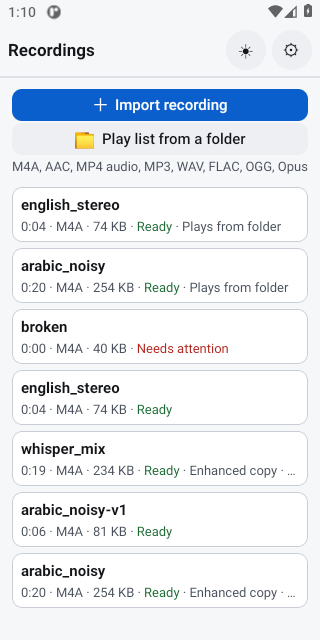 1:10
Recordings
Import recording
Play list from a folder
M4A, AAC, MP4 audio, MP3, WAV, FLAC, OGG, Opus
english_stereo
0:04 · M4A · 74 KB · Ready · Plays from folder
arabic_noisy
0:20 · M4A · 254 KB · Ready · Plays from folder
broken
0:00 · M4A · 40 KB · Needs attention
english_stereo
0:04 · M4A · 74 KB · Ready
whisper_mix
0:19 · M4A · 234 KB · Ready · Enhanced copy · …
arabic_noisy-v1
0:06 · M4A · 81 KB · Ready
arabic_noisy
0:20 · M4A · 254 KB · Ready · Enhanced copy · …